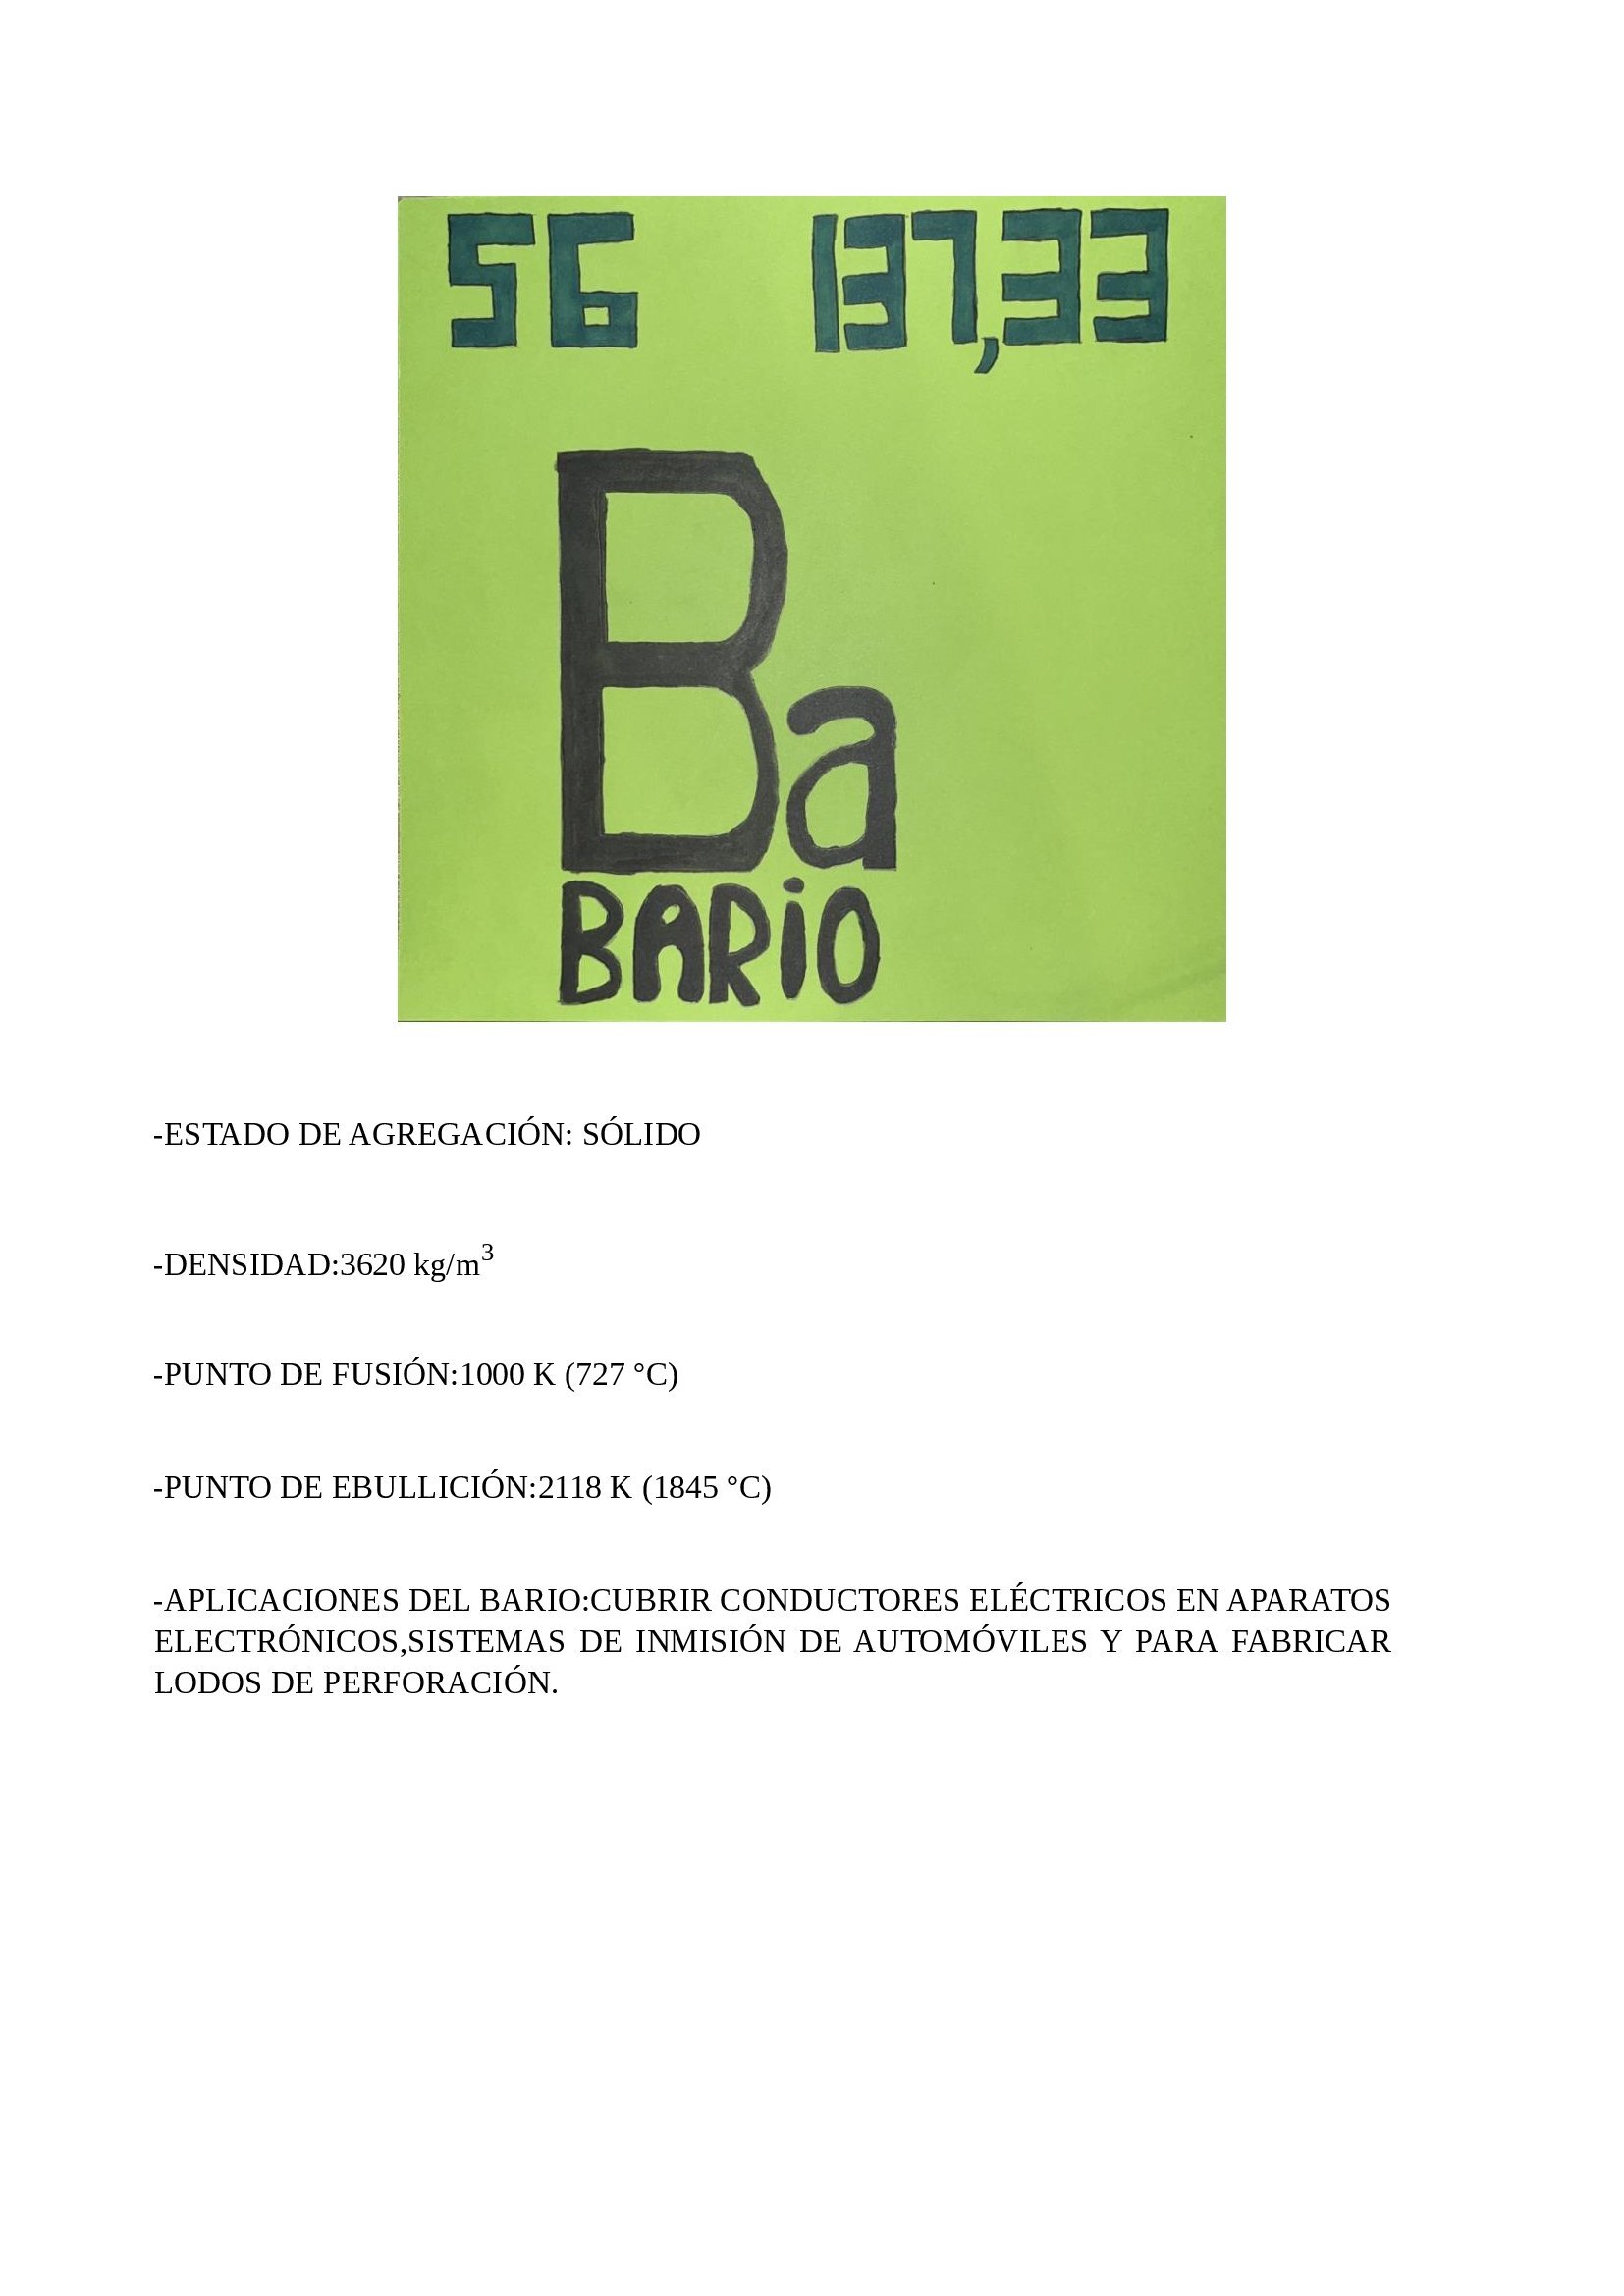 56 137,33
Ba
BARiO
-ESTADO DE AGREGACIÓN: SÓLIDO
-DENSIDAD:3620 kg/m³
-PUNTO DE FUSIÓN:1000 K (727 °C)
-PUNTO DE EBULLICIÓN:2118 K (1845 °C)
-APLICACIONES DEL BARIO:CUBRIR CONDUCTORES ELÉCTRICOS EN APARATOS
ELECTRÓNICOS,SISTEMAS DE INMISIÓN DE AUTOMÓVILES Y PARA FABRICAR
LODOS DE PERFORACIÓN.